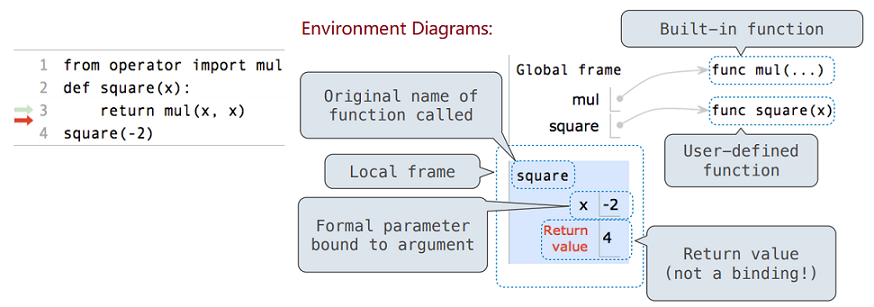 Environment Diagrams:
1 from operator import mul
2 def square(x):
3 return mul(x, x)
4 square(-2)
Built-in function
Global frame
func mul(...)
mul
Original name of
function called
func square(x)
square
User-defined
function
Local frame
square
x -2
Formal parameter
bound to argument
Return
value
4
Return value
(not a binding!)